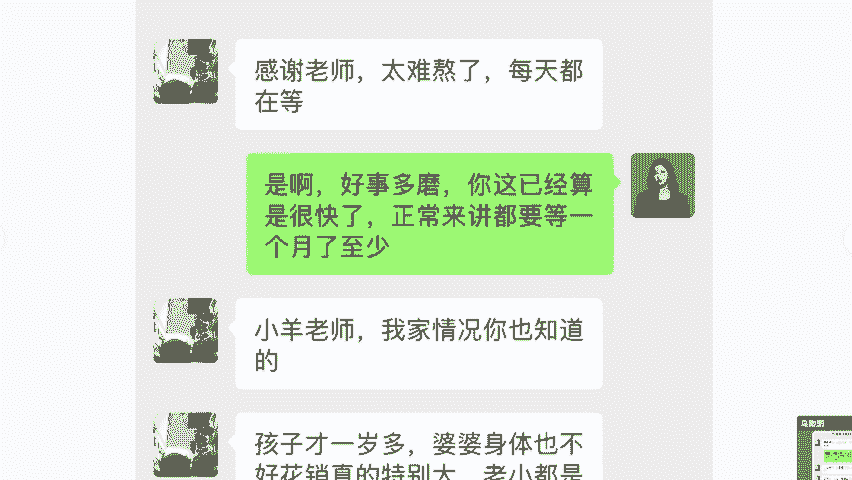 感谢老师，太难熬了，每天都
在等
是啊，好事多磨，你这已经算
是很快了，正常来讲都要等一
个月了至少
小羊老师，我家情况你也知道
的
孩子才一岁多，婆婆身体也不
好花销真的特别大，老小都是